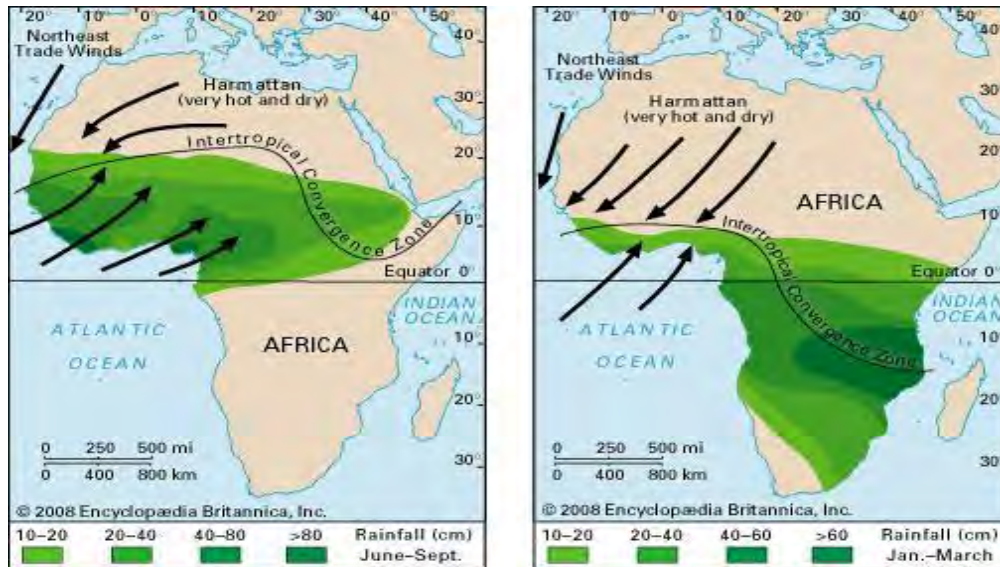 20° 10° 0° 10° 20° 30° 40° 50°
40°
Northeast
Trade Winds
Harmattan
(very hot and dry)
30°
Intertropical Convergence Zone
20°
10°
Equator 0°
INDIAN
OCEAN
ATLANTIC
OCEAN
AFRICA
10°
20°
0 250 500 mi
0 400 800 km
30°
© 2008 Encyclopædia Britannica, Inc.
10–20 20–40 40–80 >80 Rainfall (cm)
June–Sept.
20° 10° 0° 10° 20° 30° 40° 50°
40°
Northeast
Trade Winds
Harmattan
(very hot and dry)
30°
20°
AFRICA
10°
Intertropical Convergence Zone
Equator 0°
INDIAN
OCEAN
ATLANTIC
OCEAN
10°
20°
0 250 500 mi
0 400 800 km
30°
© 2008 Encyclopædia Britannica, Inc.
10–20 20–40 40–60 >60 Rainfall (cm)
Jan.–March